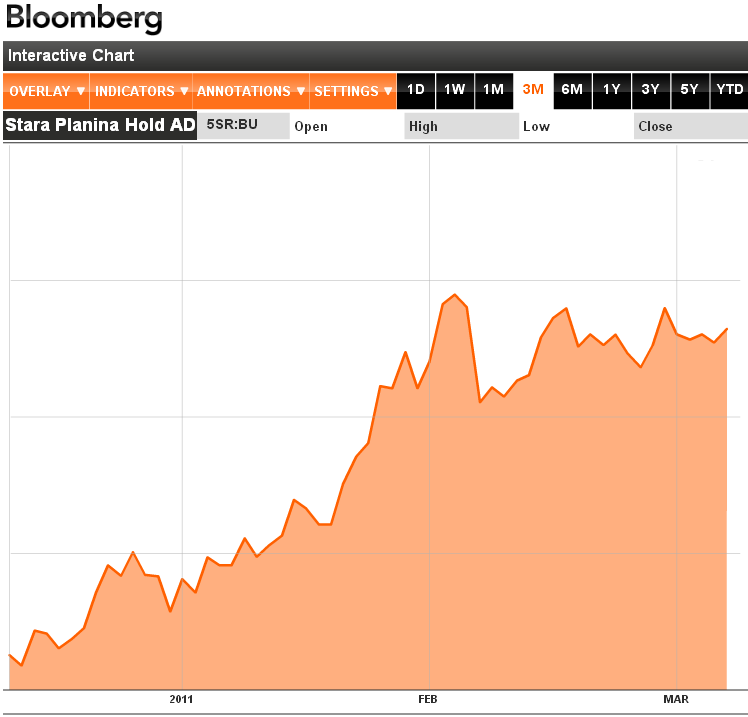 Bloomberg
Interactive Chart
OVERLAY ▼ INDICATORS ▼ ANNOTATIONS ▼ SETTINGS ▼ 1D 1W 1M 3M 6M 1Y 3Y 5Y YTD
Stara Planina Hold AD 5SR:BU Open High Low Close
2011 FEB MAR